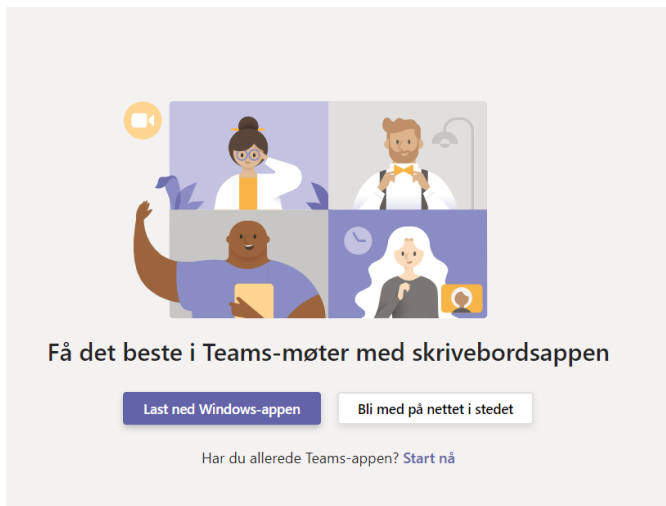 Få det beste i Teams-møter med skrivebordsappen
Last ned Windows-appen
Bli med på nettet i stedet
Har du allerede Teams-appen? Start nå